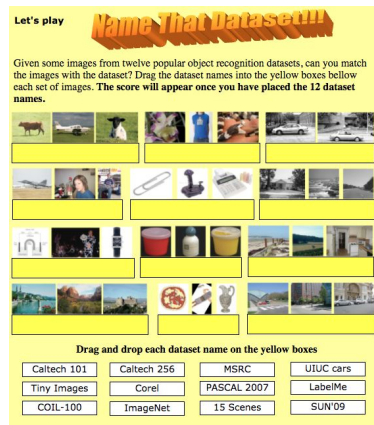 Let's play
Name That Dataset!!!
Given some images from twelve popular object recognition datasets, can you match
the images with the dataset? Drag the dataset names into the yellow boxes bellow
each set of images. The score will appear once you have placed the 12 dataset
names.
Drag and drop each dataset name on the yellow boxes
Caltech 101 Caltech 256 MSRC UIUC cars
Tiny Images Corel PASCAL 2007 LabelMe
COIL-100 ImageNet 15 Scenes SUN'09